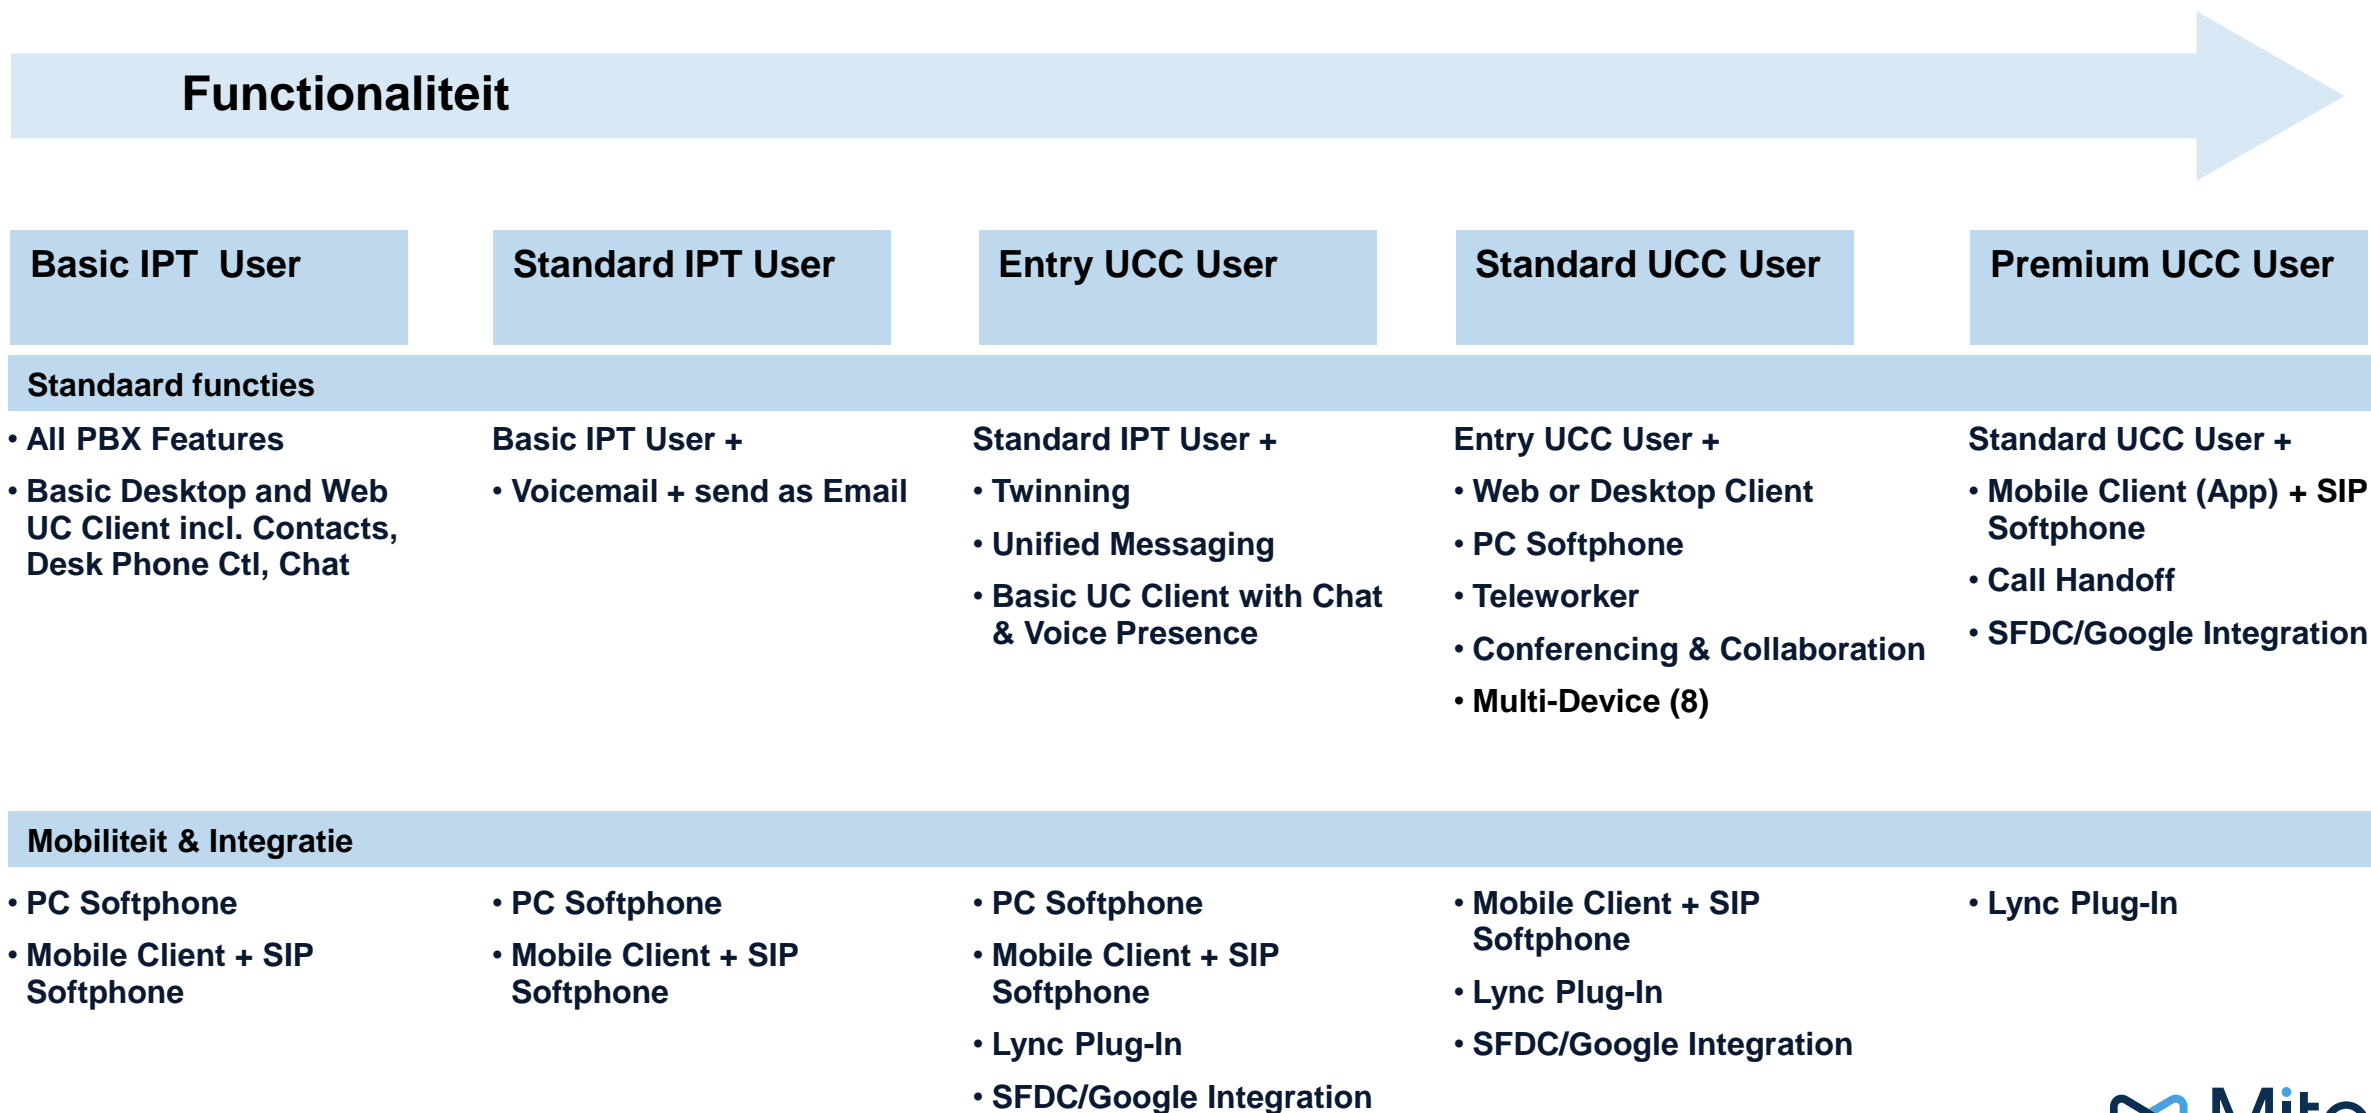 Functionaliteit
Basic IPT User
Standard IPT User
Entry UCC User
Standard UCC User
Premium UCC User
Standaard functies
• All PBX Features
• Basic Desktop and Web
UC Client incl. Contacts,
Desk Phone Ctl, Chat
Basic IPT User +
• Voicemail + send as Email
Standard IPT User +
• Twinning
• Unified Messaging
• Basic UC Client with Chat
& Voice Presence
Entry UCC User +
• Web or Desktop Client
• PC Softphone
• Teleworker
• Conferencing & Collaboration
• Multi-Device (8)
Standard UCC User +
• Mobile Client (App) + SIP
Softphone
• Call Handoff
• SFDC/Google Integration
Mobiliteit & Integratie
• PC Softphone
• Mobile Client + SIP
Softphone
• PC Softphone
• Mobile Client + SIP
Softphone
• PC Softphone
• Mobile Client + SIP
Softphone
• Lync Plug-In
• SFDC/Google Integration
• Mobile Client + SIP
Softphone
• Lync Plug-In
• SFDC/Google Integration
• Lync Plug-In